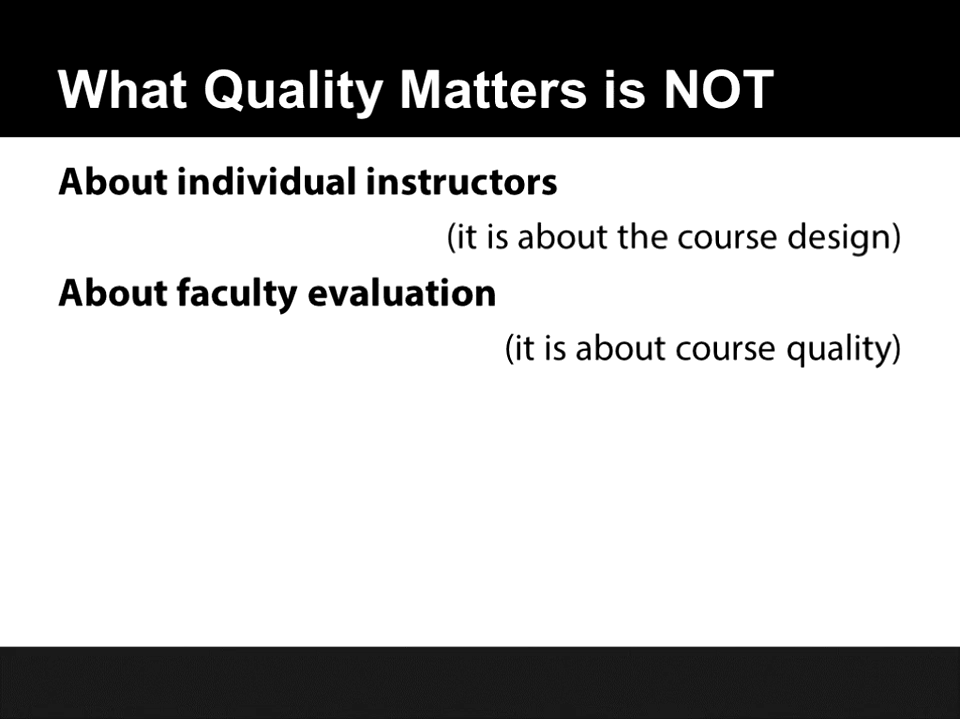 What Quality Matters is NOT
About individual instructors
(it is about the course design)
About faculty evaluation
(it is about course quality)